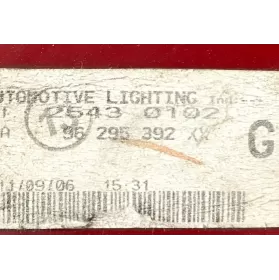 AUTOMOTIVE LIGHTING
2543 0102
A 96 295 392
G
11/09/06 15:31